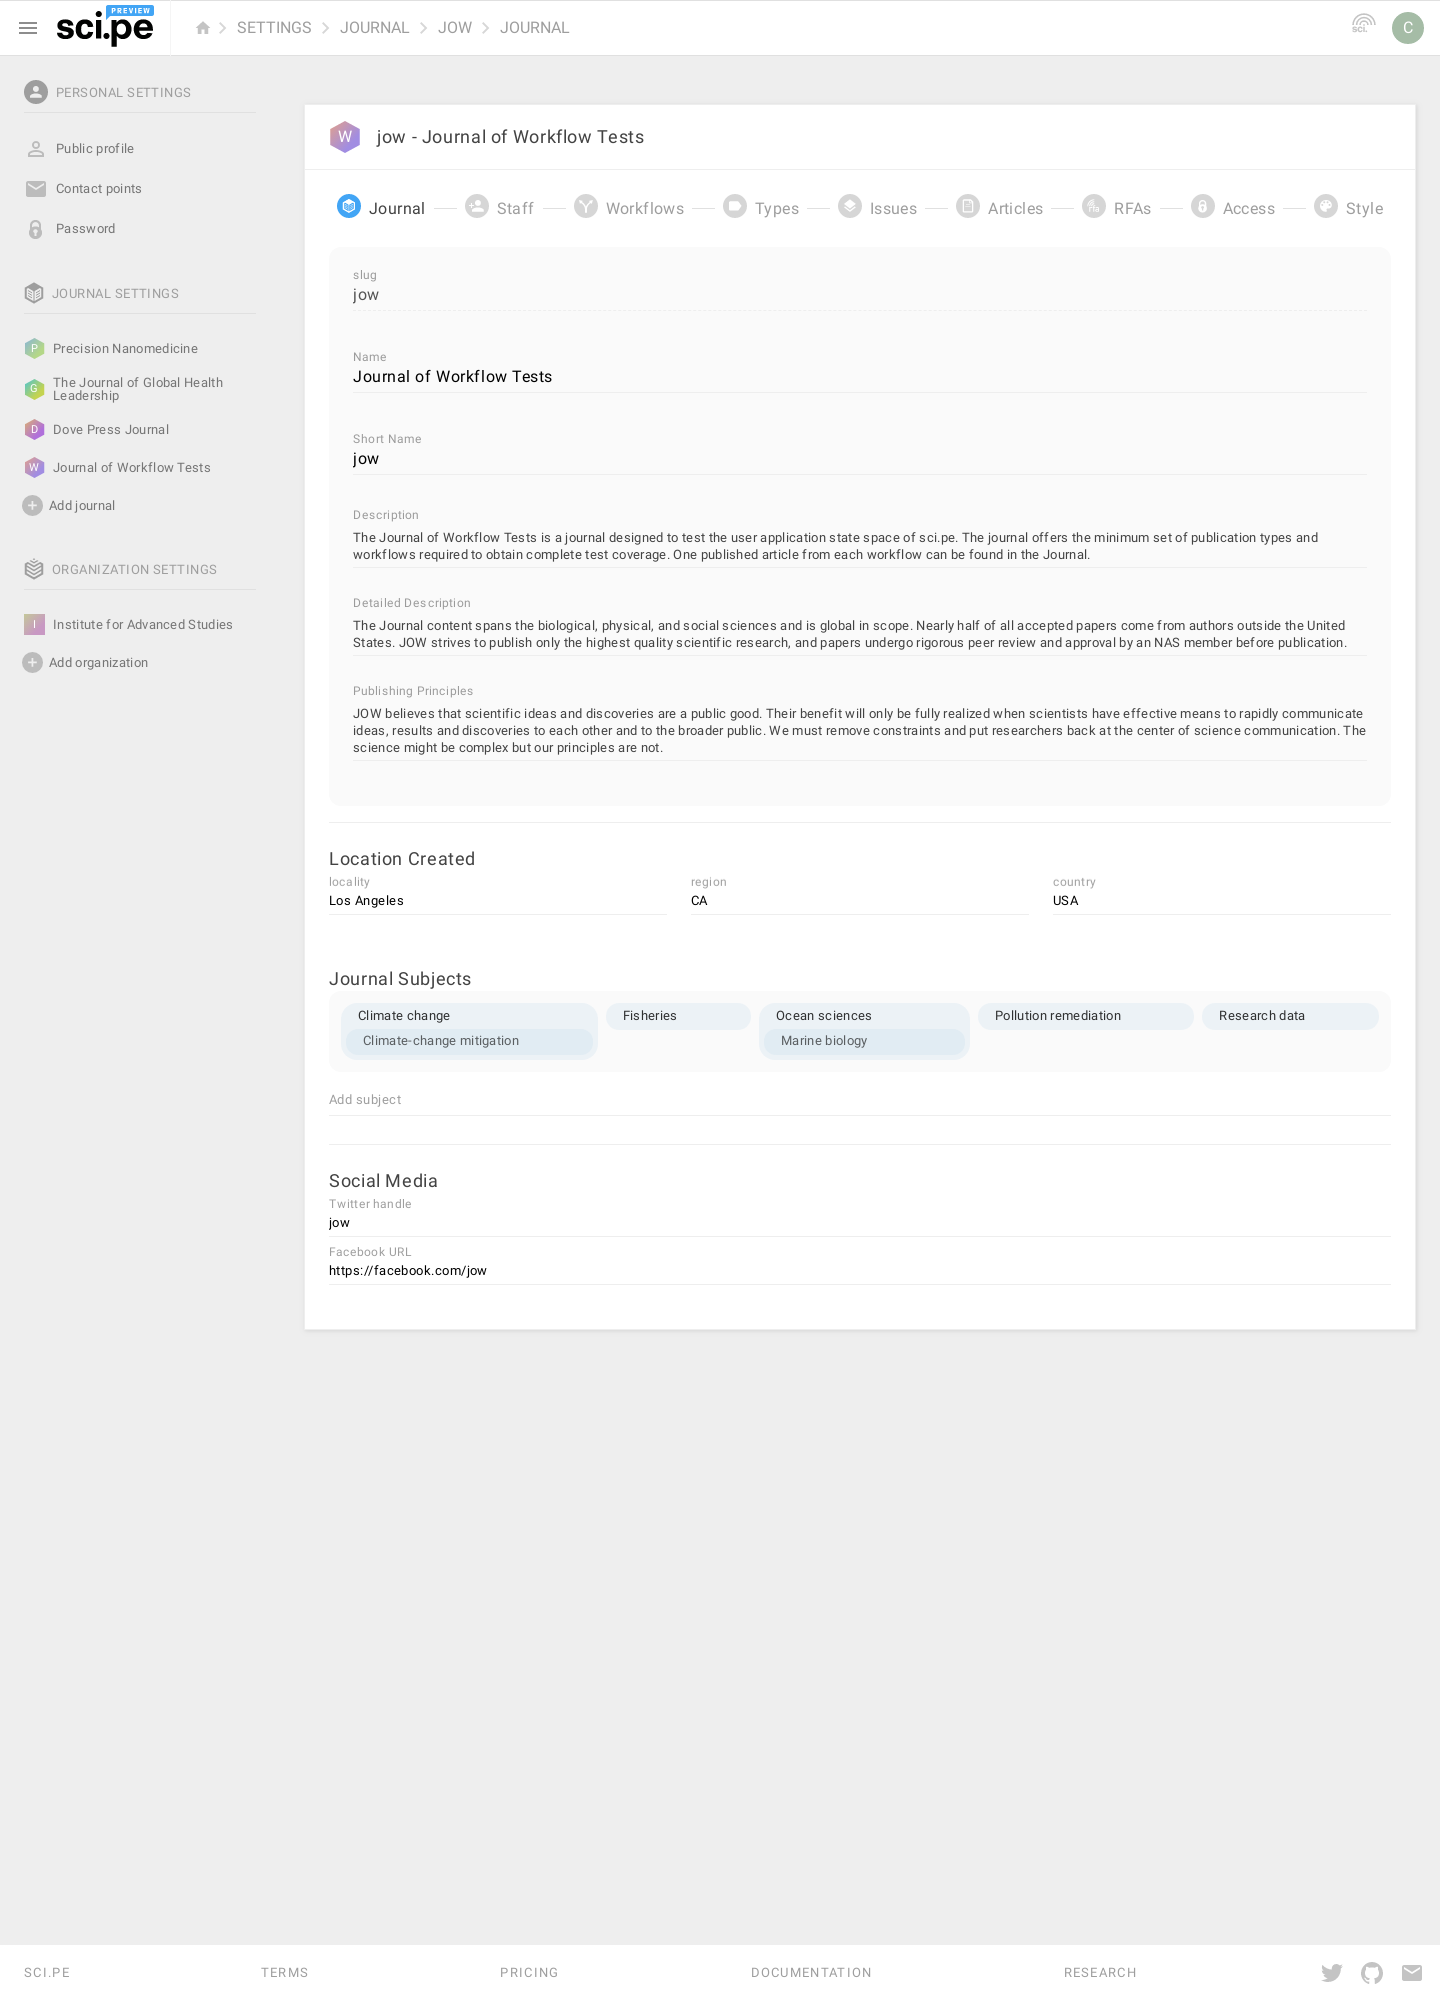 PREVIEW
sci.pe
SETTINGS
JOURNAL
JOW
JOURNAL
sci.
C
PERSONAL SETTINGS
Public profile
Contact points
Password
JOURNAL SETTINGS
P
Precision Nanomedicine
G
The Journal of Global Health
Leadership
D
Dove Press Journal
W
Journal of Workflow Tests
Add journal
ORGANIZATION SETTINGS
I
Institute for Advanced Studies
Add organization
W
jow - Journal of Workflow Tests
Journal
Staff
Workflows
Types
Issues
Articles
RFAs
Access
Style
slug
jow
Name
Journal of Workflow Tests
Short Name
jow
Description
The Journal of Workflow Tests is a journal designed to test the user application state space of sci.pe. The journal offers the minimum set of publication types and
workflows required to obtain complete test coverage. One published article from each workflow can be found in the Journal.
Detailed Description
The Journal content spans the biological, physical, and social sciences and is global in scope. Nearly half of all accepted papers come from authors outside the United
States. JOW strives to publish only the highest quality scientific research, and papers undergo rigorous peer review and approval by an NAS member before publication.
Publishing Principles
JOW believes that scientific ideas and discoveries are a public good. Their benefit will only be fully realized when scientists have effective means to rapidly communicate
ideas, results and discoveries to each other and to the broader public. We must remove constraints and put researchers back at the center of science communication. The
science might be complex but our principles are not.
Location Created
locality
Los Angeles
region
CA
country
USA
Journal Subjects
Climate change
Climate-change mitigation
Fisheries
Ocean sciences
Marine biology
Pollution remediation
Research data
Add subject
Social Media
Twitter handle
jow
Facebook URL
https://facebook.com/jow
SCI.PE
TERMS
PRICING
DOCUMENTATION
RESEARCH